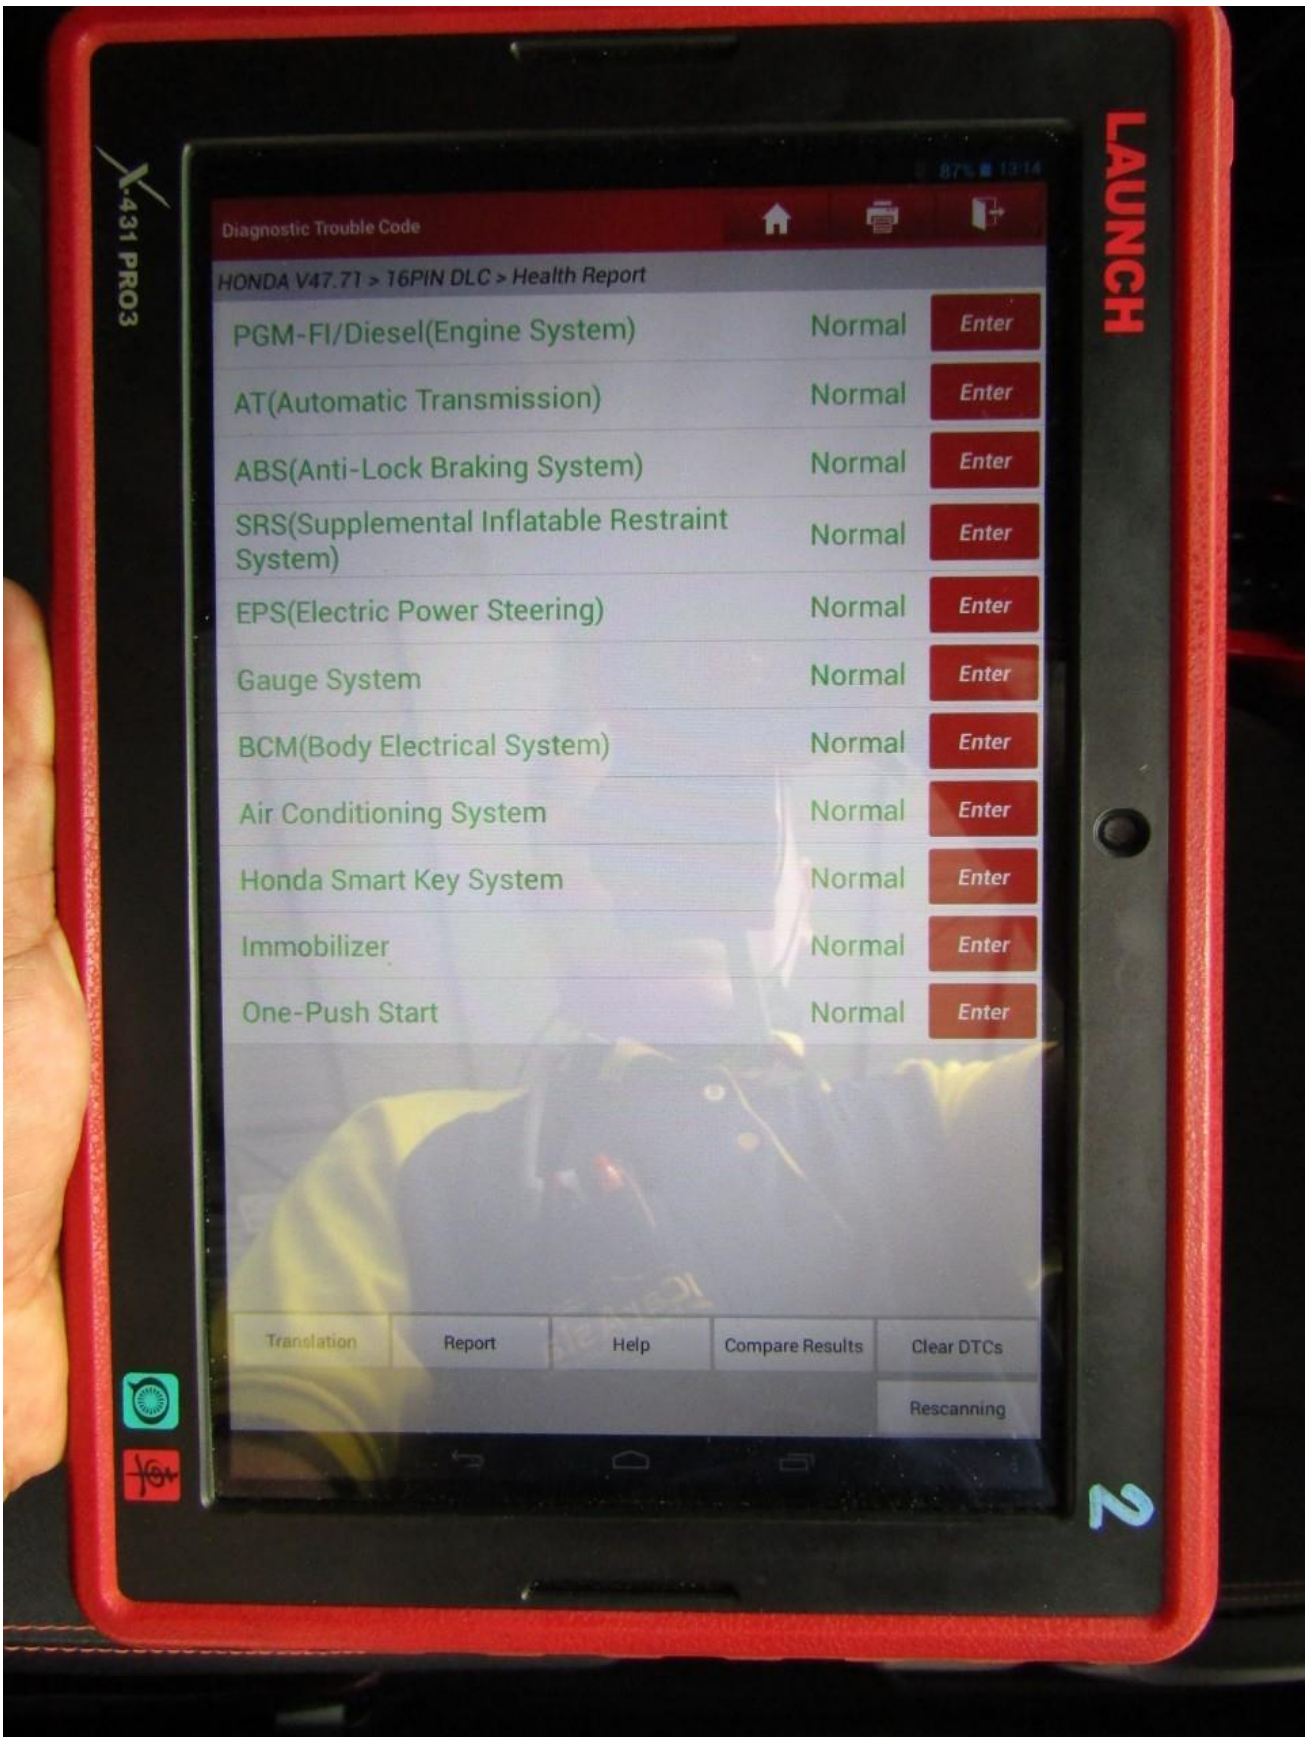 87% 13:14
Diagnostic Trouble Code
HONDA V47.71 > 16PIN DLC > Health Report
PGM-FI/Diesel(Engine System) Normal Enter
AT(Automatic Transmission) Normal Enter
ABS(Anti-Lock Braking System) Normal Enter
SRS(Supplemental Inflatable Restraint
System) Normal Enter
EPS(Electric Power Steering) Normal Enter
Gauge System Normal Enter
BCM(Body Electrical System) Normal Enter
Air Conditioning System Normal Enter
Honda Smart Key System Normal Enter
Immobilizer Normal Enter
One-Push Start Normal Enter
Translation Report Help Compare Results Clear DTCs
Rescanning
X-431 PRO3
LAUNCH
2